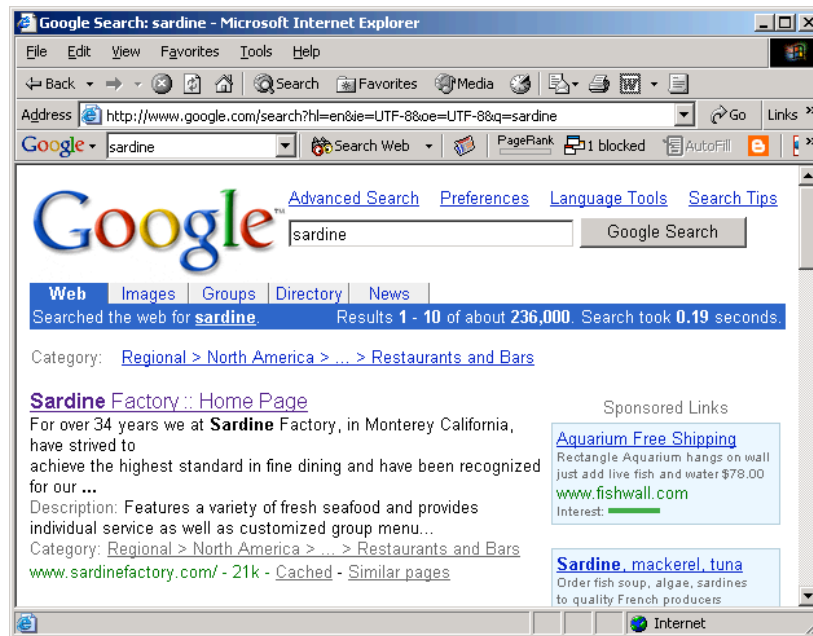 Google Search: sardine - Microsoft Internet Explorer
File Edit View Favorites Tools Help
Back Search Favorites Media
Address http://www.google.com/search?hl=en&ie=UTF-8&oe=UTF-8&q=sardine Go Links »
Google sardine Search Web PageRank 1 blocked AutoFill »
Google™
Advanced Search Preferences Language Tools Search Tips
sardine Google Search
Web Images Groups Directory News
Searched the web for sardine. Results 1 - 10 of about 236,000. Search took 0.19 seconds.
Category: Regional > North America > ... > Restaurants and Bars
Sardine Factory :: Home Page
For over 34 years we at Sardine Factory, in Monterey California,
have strived to
achieve the highest standard in fine dining and have been recognized
for our ...
Description: Features a variety of fresh seafood and provides
individual service as well as customized group menu...
Category: Regional > North America > ... > Restaurants and Bars
www.sardinefactory.com/ - 21k - Cached - Similar pages
Sponsored Links
Aquarium Free Shipping
Rectangle Aquarium hangs on wall
just add live fish and water $78.00
www.fishwall.com
Interest:
Sardine, mackerel, tuna
Order fish soup, algae, sardines
to quality French producers
Internet